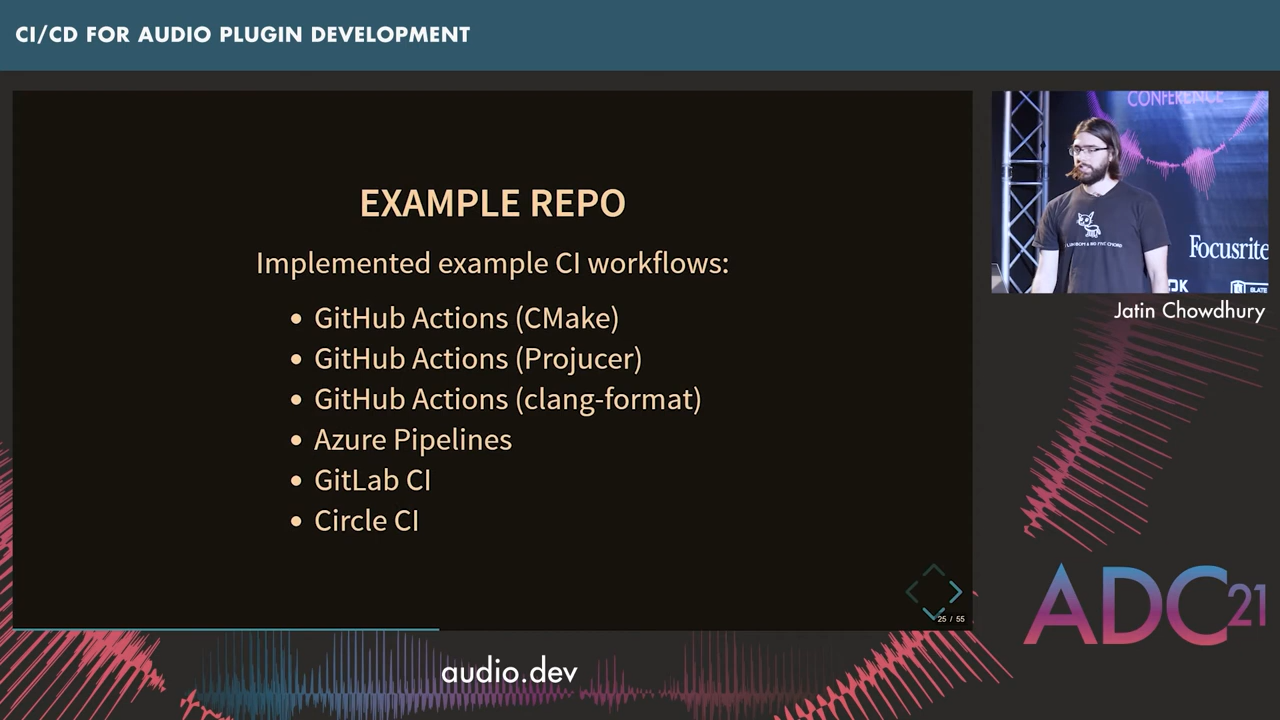 CI/CD FOR AUDIO PLUGIN DEVELOPMENT
EXAMPLE REPO
Implemented example CI workflows:
• GitHub Actions (CMake)
• GitHub Actions (Projucer)
• GitHub Actions (clang-format)
• Azure Pipelines
• GitLab CI
• Circle CI
25 / 55
CONFERENCE
Focusrite
Jatin Chowdhury
ADC21
audio.dev